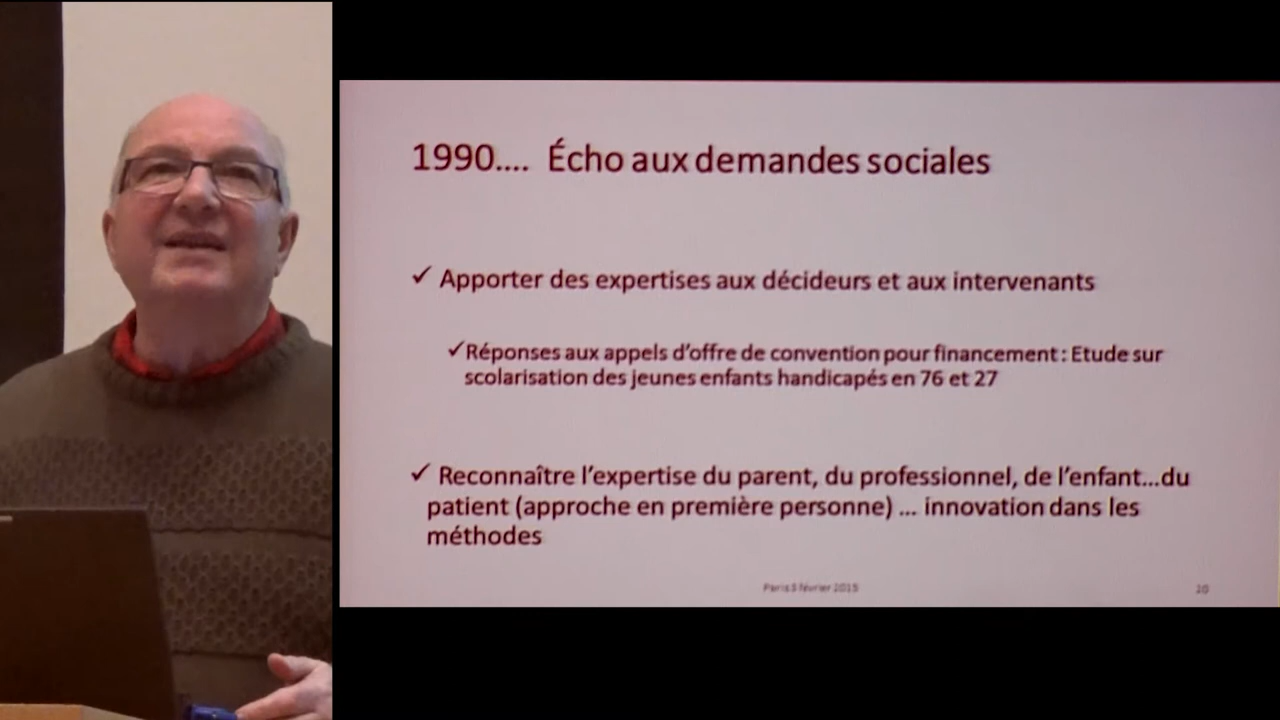 1990.... Écho aux demandes sociales
✓ Apporter des expertises aux décideurs et aux intervenants
✓Réponses aux appels d'offre de convention pour financement : Etude sur
scolarisation des jeunes enfants handicapés en 76 et 27
✓ Reconnaître l'expertise du parent, du professionnel, de l'enfant...du
patient (approche en première personne) ... innovation dans les
méthodes
Paris 5 février 2015
20